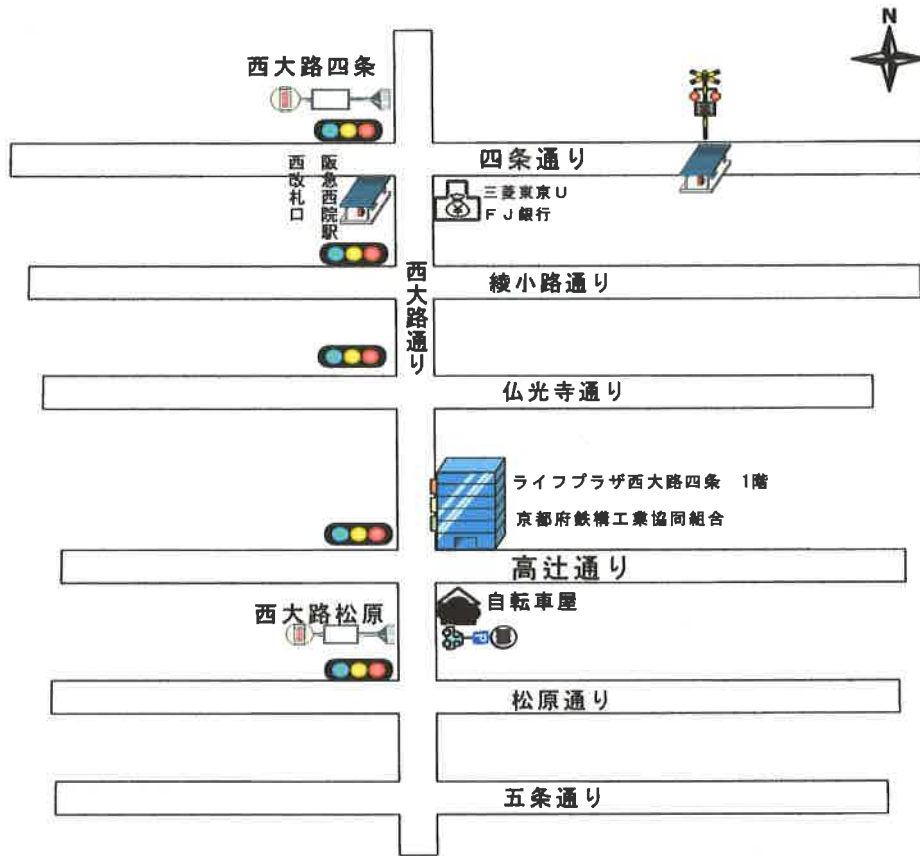 N
西大路四条
四条通り
阪急西院駅
西改札口
三菱東京U
FJ銀行
綾小路通り
西大路通り
仏光寺通り
ライフプラザ西大路四条 1階
京都府鉄構工業協同組合
高辻通り
自転車屋
西大路松原
P
松原通り
五条通り